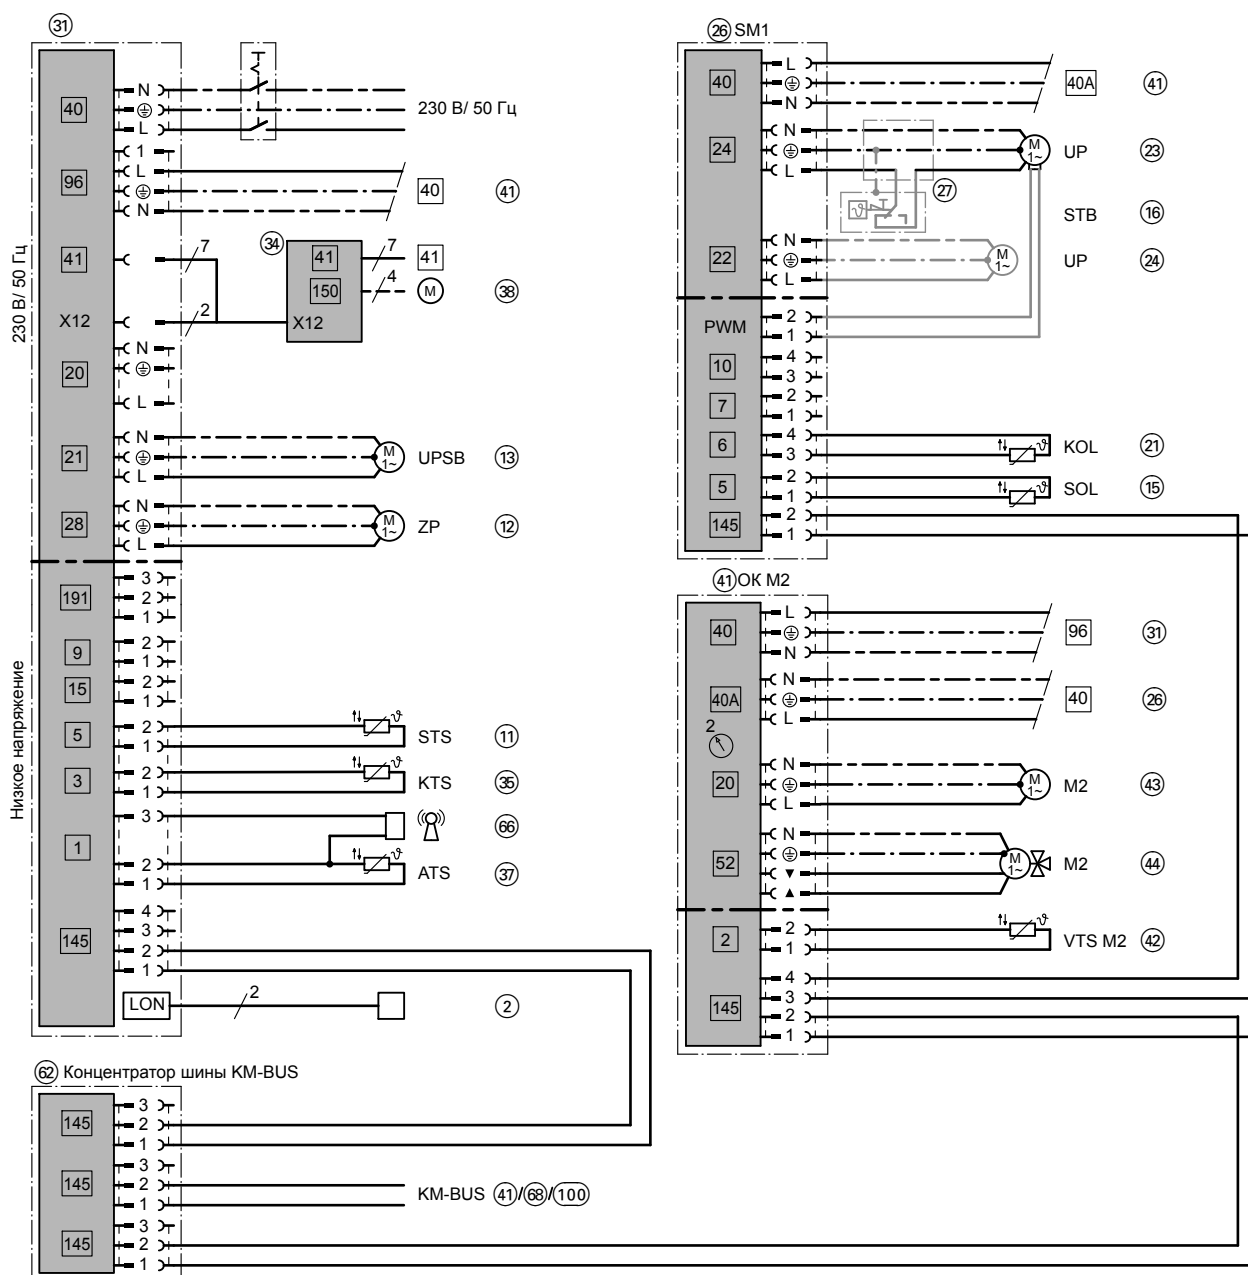 31
230 В/ 50 Гц
40
N
L
230 В/ 50 Гц
96
1
L
N
40
41
41
7
X12
2
34
41
150
X12
7
41
4
M
38
20
N
L
21
N
L
M
1~
UPSB
13
28
N
L
M
1~
ZP
12
Низкое напряжение
191
3
2
1
9
2
1
15
2
1
5
2
1
ϑ
STS
11
3
2
1
ϑ
KTS
35
1
3
66
2
1
ϑ
ATS
37
145
4
3
2
1
LON
2
2
62 Концентратор шины KM-BUS
145
3
2
1
145
3
2
1
KM-BUS 41/68/100
145
3
2
1
26 SM1
40
L
N
40A
41
24
N
L
M
1~
UP
23
27
ϑ
STB
16
22
N
L
M
1~
UP
24
PWM
2
1
10
4
3
7
2
1
6
4
3
ϑ
KOL
21
5
2
1
ϑ
SOL
15
145
2
1
41 ОК M2
40
L
N
96
31
40A
N
L
40
26
2
20
N
L
M
1~
M2
43
52
N
▼
▲
M
1~
M2
44
2
2
1
ϑ
VTS M2
42
145
4
3
2
1